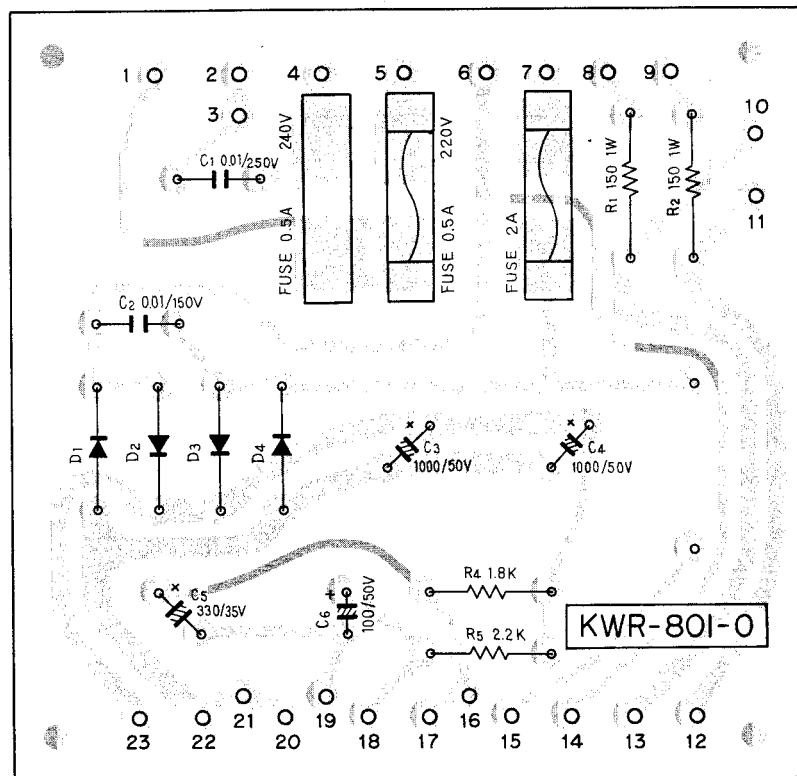 1
2
4
5
6
7
8
9
3
10
11
C1 0.01/250V
FUSE 0.5A 240V
FUSE 0.5A 220V
FUSE 2A
R1 150 1W
R2 150 1W
C2 0.01/150V
D1
D2
D3
D4
×
C3
1000/50V
×
C4
1000/50V
×
C5
330/35V
+
C6
100/50V
R4 1.8K
R5 2.2K
KWR-801-0
23
22
21
20
19
18
17
16
15
14
13
12